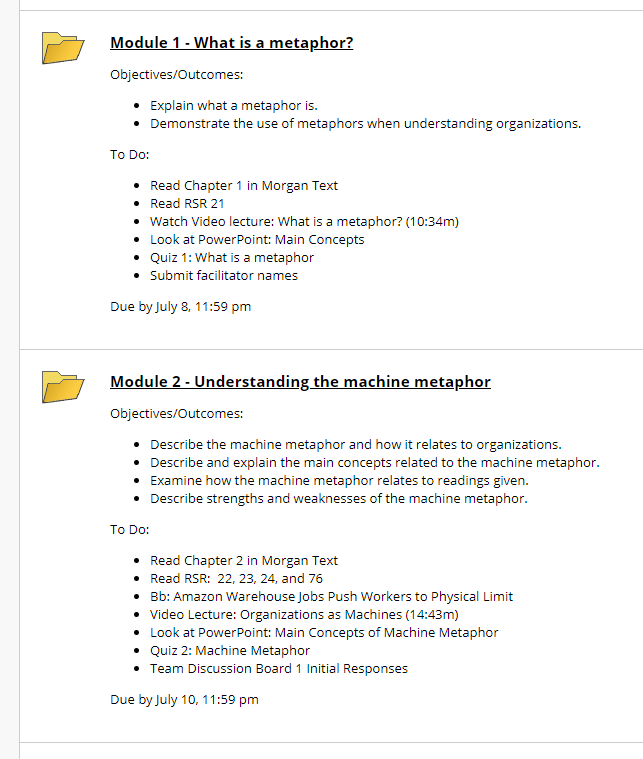 Module 1 - What is a metaphor?
Objectives/Outcomes:
Explain what a metaphor is.
Demonstrate the use of metaphors when understanding organizations.
To Do:
Read Chapter 1 in Morgan Text
Read RSR 21
Watch Video lecture: What is a metaphor? (10:34m)
Look at PowerPoint: Main Concepts
Quiz 1: What is a metaphor
Submit facilitator names
Due by July 8, 11:59 pm
Module 2 - Understanding the machine metaphor
Objectives/Outcomes:
Describe the machine metaphor and how it relates to organizations.
Describe and explain the main concepts related to the machine metaphor.
Examine how the machine metaphor relates to readings given.
Describe strengths and weaknesses of the machine metaphor.
To Do:
Read Chapter 2 in Morgan Text
Read RSR:  22, 23, 24, and 76
Bb: Amazon Warehouse Jobs Push Workers to Physical Limit
Video Lecture: Organizations as Machines (14:43m)
Look at PowerPoint: Main Concepts of Machine Metaphor
Quiz 2: Machine Metaphor
Team Discussion Board 1 Initial Responses
Due by July 10, 11:59 pm